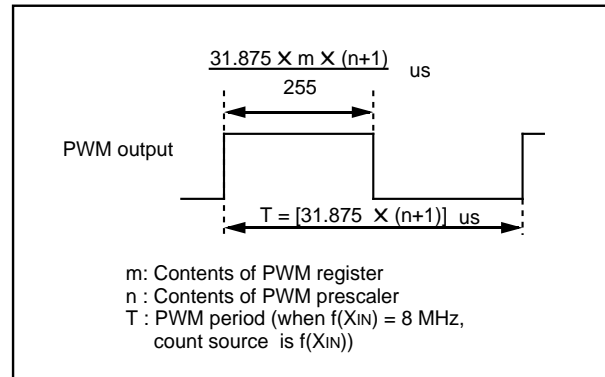 31.875 × m × (n+1)
us
255
PWM output
T = [31.875 × (n+1)] us
m: Contents of PWM register
n : Contents of PWM prescaler
T : PWM period (when f(XIN) = 8 MHz,
count source is f(XIN))